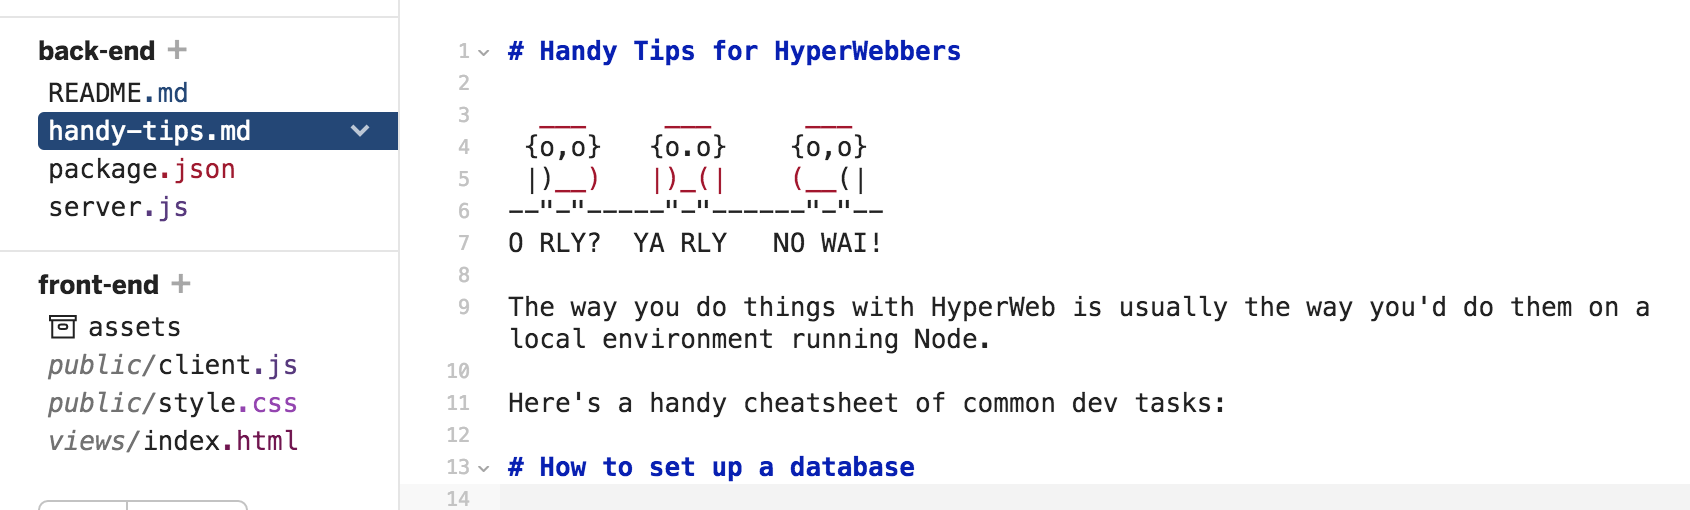 back-end +
README.md
handy-tips.md
package.json
server.js
front-end +
assets
public/client.js
public/style.css
views/index.html
1 # Handy Tips for HyperWebbers
2
3   ___     ___      ___
4  {o,o}   {o.o}    {o,o}
5  |)__)   |)_(|    (__(|
6 --"-"-----"-"------"-"--
7 O RLY?  YA RLY   NO WAI!
8
9 The way you do things with HyperWeb is usually the way you'd do them on a
local environment running Node.
10
11 Here's a handy cheatsheet of common dev tasks:
12
13 # How to set up a database
14